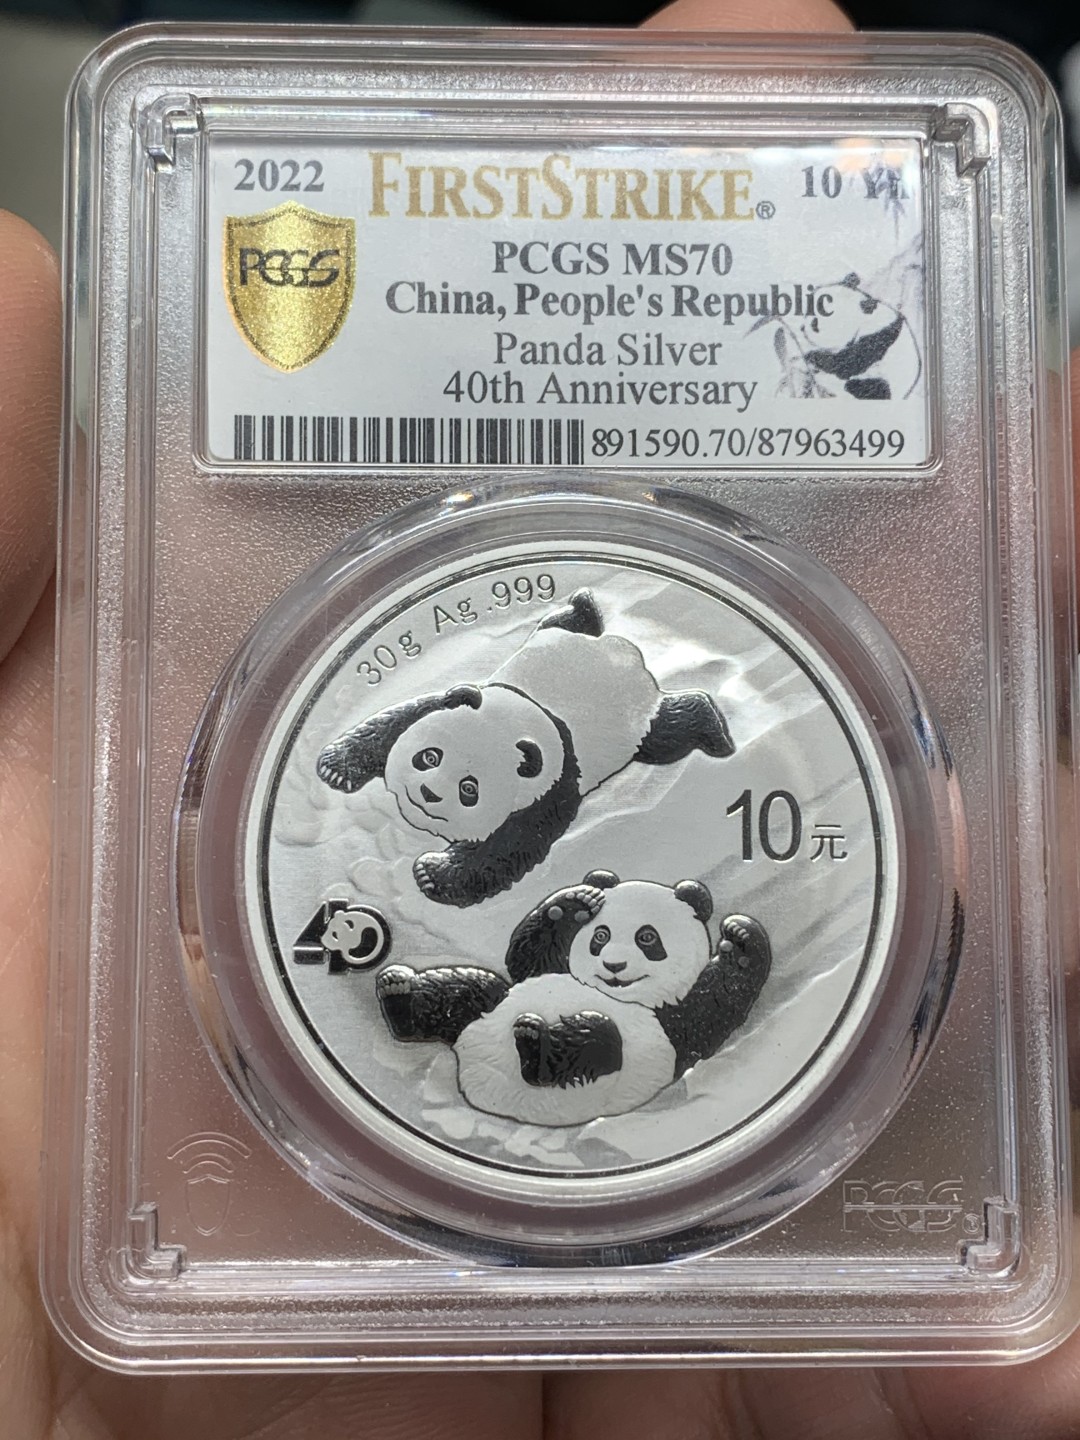 2022 FIRSTSTRIKE® 10 Yn
PCGS
PCGS MS70
China, People's Republic
Panda Silver
40th Anniversary
891590.70/87963499
30g Ag .999
10元
40
PCGS